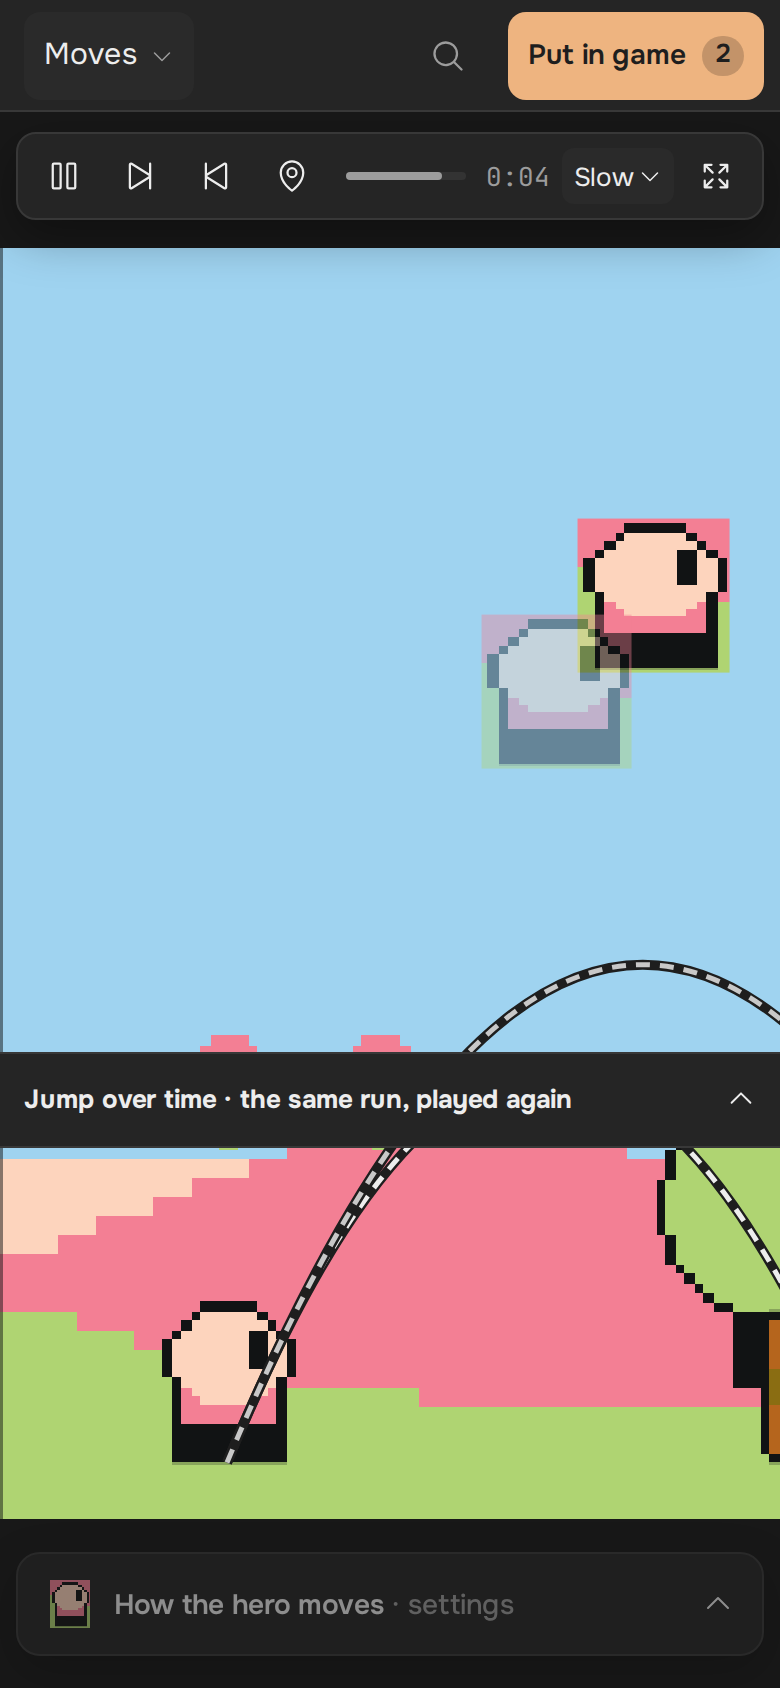 Moves
Put in game 2
0:04
Slow
Jump over time · the same run, played again
How the hero moves · settings